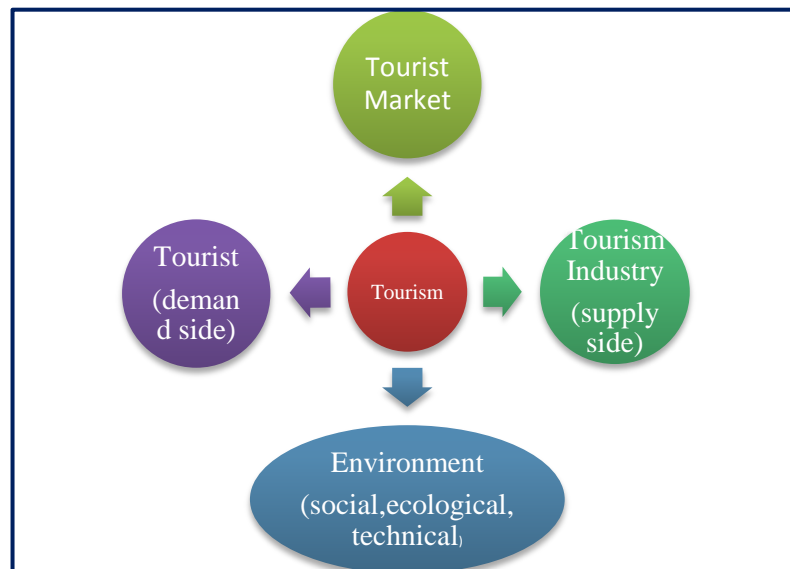 Tourist
Market
Tourist
(deman
d side)
Tourism
Tourism
Industry
(supply
side)
Environment
(social,ecological,
technical)